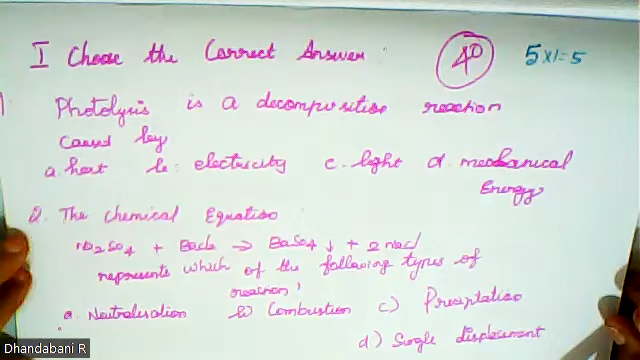 I Choose the Correct Answer 40 5x1=5
Photolysis is a decomposition reaction
caused by
a. heat b. electricity c. light d. mechanical
Energy
2. The Chemical Equation
Na2So4 + Bacl2 → BaSo4 ↓ + 2 Nacl
represents which of the following types of
reaction?
a. Neutralisation b) Combustion c) Precipitation
d) Single displacement
Dhandabani R